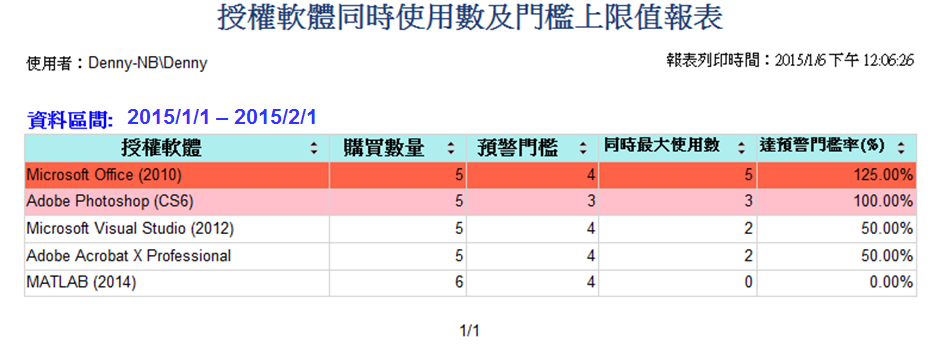 授權軟體同時使用數及門檻上限值報表
使用者：Denny-NB\Denny 報表列印時間：2015/1/6 下午 12:06:26
資料區間: 2015/1/1 – 2015/2/1
授權軟體 購買數量 預警門檻 同時最大使用數 達預警門檻率(%)
Microsoft Office (2010) 5 4 5 125.00%
Adobe Photoshop (CS6) 5 3 3 100.00%
Microsoft Visual Studio (2012) 5 4 2 50.00%
Adobe Acrobat X Professional 5 4 2 50.00%
MATLAB (2014) 6 4 0 0.00%
1/1